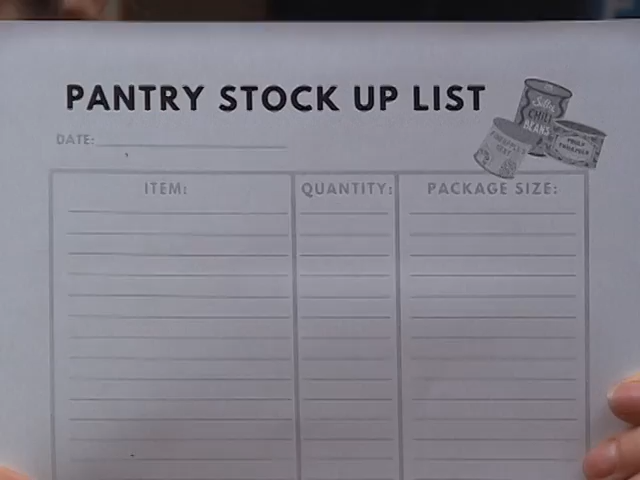 PANTRY STOCK UP LIST
DATE:
ITEM: QUANTITY: PACKAGE SIZE:
CHILI
BEANS